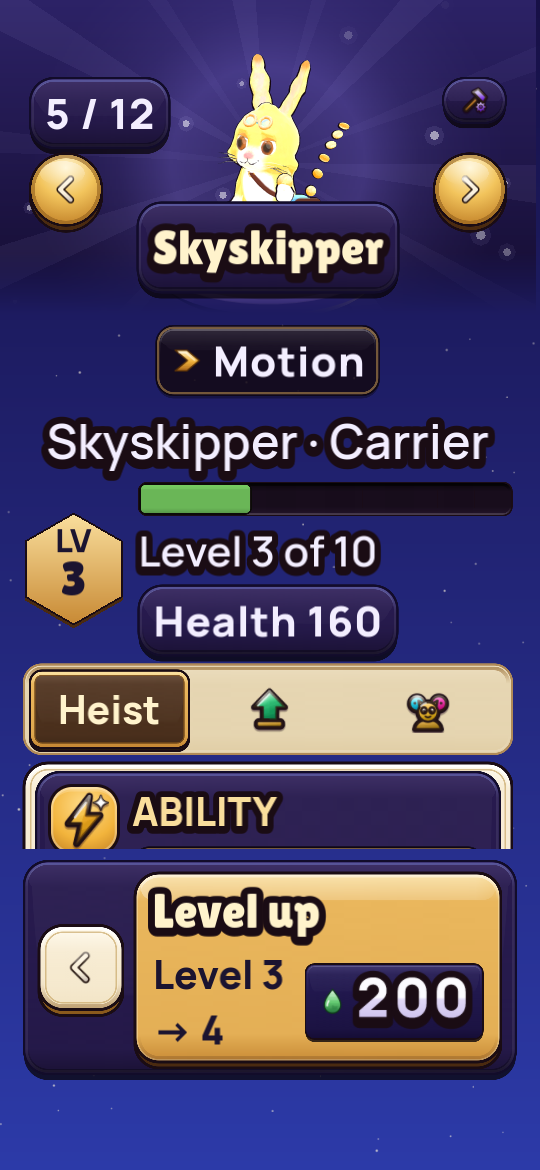 5 / 12
Skyskipper
Motion
Skyskipper · Carrier
LV
3
Level 3 of 10
Health 160
Heist
ABILITY
Level up
Level 3
→ 4
200